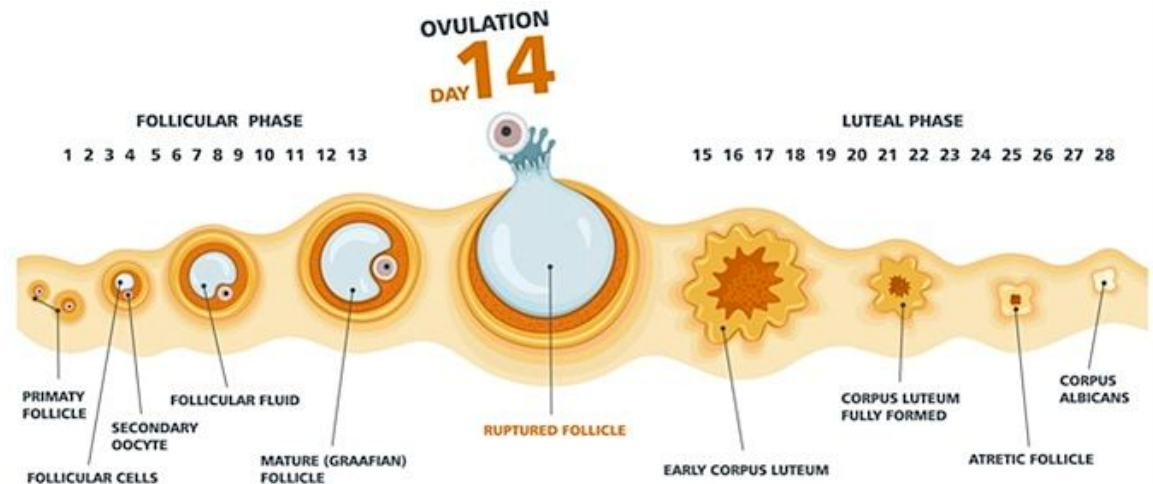 OVULATION
DAY 14
FOLLICULAR PHASE
1 2 3 4 5 6 7 8 9 10 11 12 13
LUTEAL PHASE
15 16 17 18 19 20 21 22 23 24 25 26 27 28
PRIMATY
FOLLICLE
FOLLICULAR CELLS
SECONDARY
OOCYTE
FOLLICULAR FLUID
MATURE (GRAAFIAN)
FOLLICLE
RUPTURED FOLLICLE
EARLY CORPUS LUTEUM
CORPUS LUTEUM
FULLY FORMED
ATRETIC FOLLICLE
CORPUS
ALBICANS